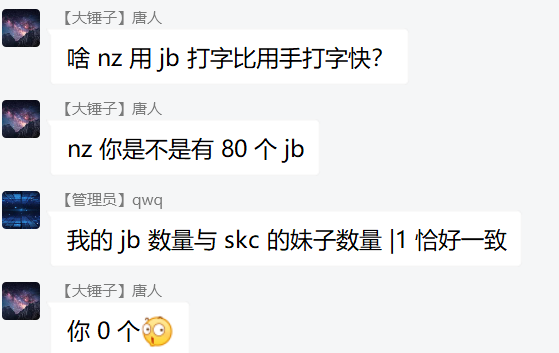 【大锤子】唐人
啥 nz 用 jb 打字比用手打字快？
【大锤子】唐人
nz 你是不是有 80 个 jb
【管理员】qwq
我的 jb 数量与 skc 的妹子数量 |1 恰好一致
【大锤子】唐人
你 0 个